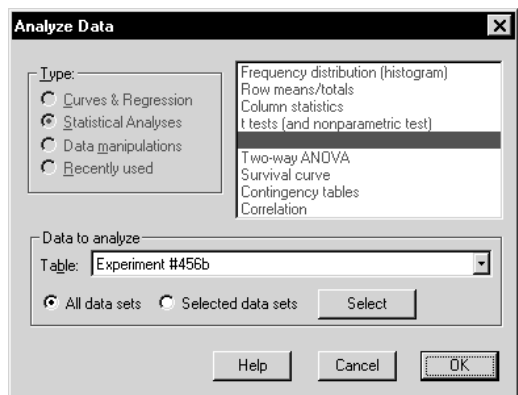 Analyze Data
Type:
Curves & Regression
Statistical Analyses
Data manipulations
Recently used
Frequency distribution (histogram)
Row means/totals
Column statistics
t tests (and nonparametric test)
Two-way ANOVA
Survival curve
Contingency tables
Correlation
Data to analyze
Table: Experiment #456b
All data sets Selected data sets Select
Help Cancel OK